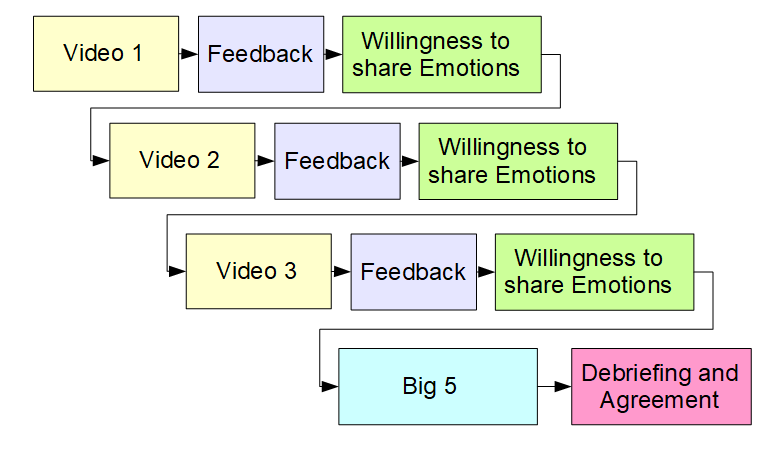 Video 1
Feedback
Willingness to
share Emotions
Video 2
Feedback
Willingness to
share Emotions
Video 3
Feedback
Willingness to
share Emotions
Big 5
Debriefing and
Agreement